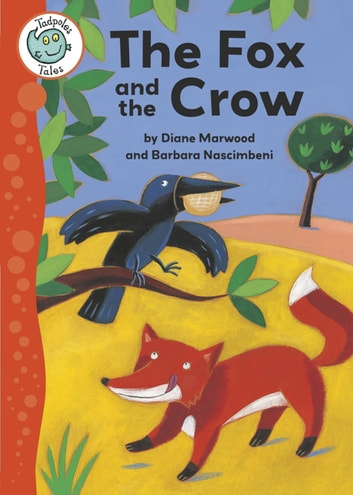 Tadpoles
Tales
The Fox
and
the Crow
by Diane Marwood
and Barbara Nascimbeni